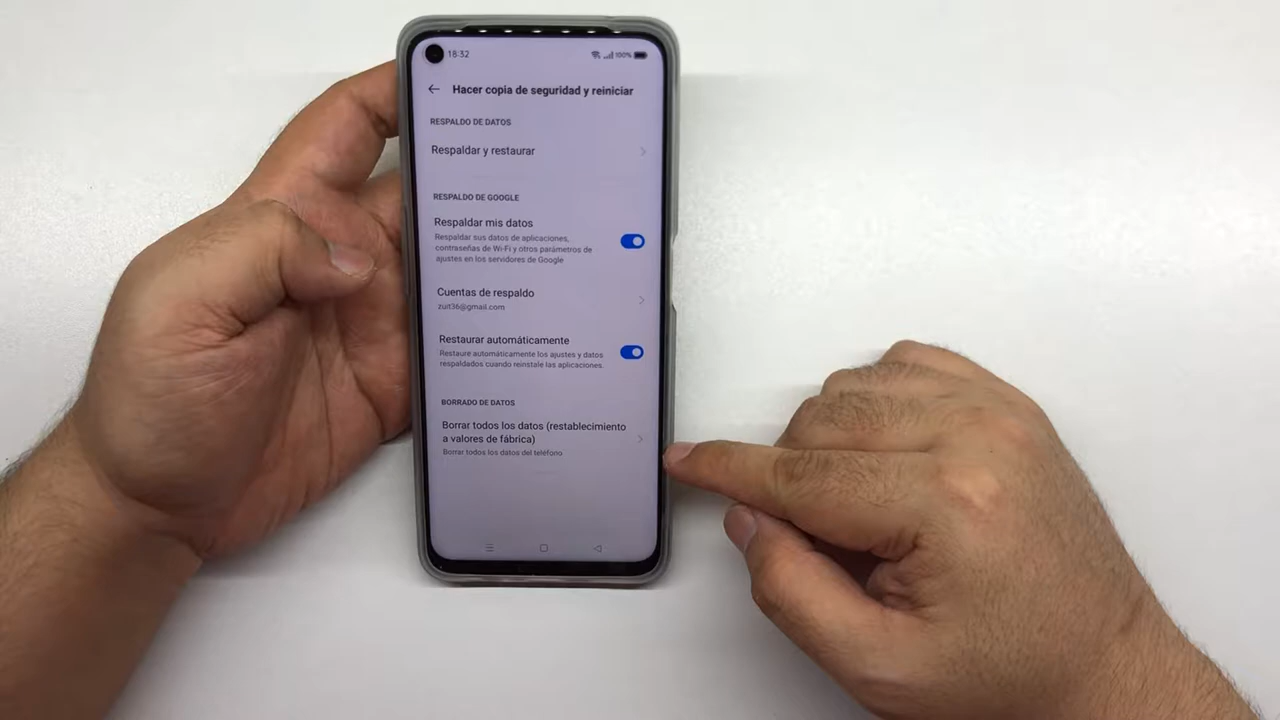 18:32
100%
Hacer copia de seguridad y reiniciar
RESPALDO DE DATOS
Respaldar y restaurar
RESPALDO DE GOOGLE
Respaldar mis datos
Respaldar sus datos de aplicaciones,
contraseñas de Wi-Fi y otros parámetros de
ajustes en los servidores de Google
Cuentas de respaldo
zuit36@gmail.com
Restaurar automáticamente
Restaure automáticamente los ajustes y datos
respaldados cuando reinstale las aplicaciones.
BORRADO DE DATOS
Borrar todos los datos (restablecimiento
a valores de fábrica)
Borrar todos los datos del teléfono